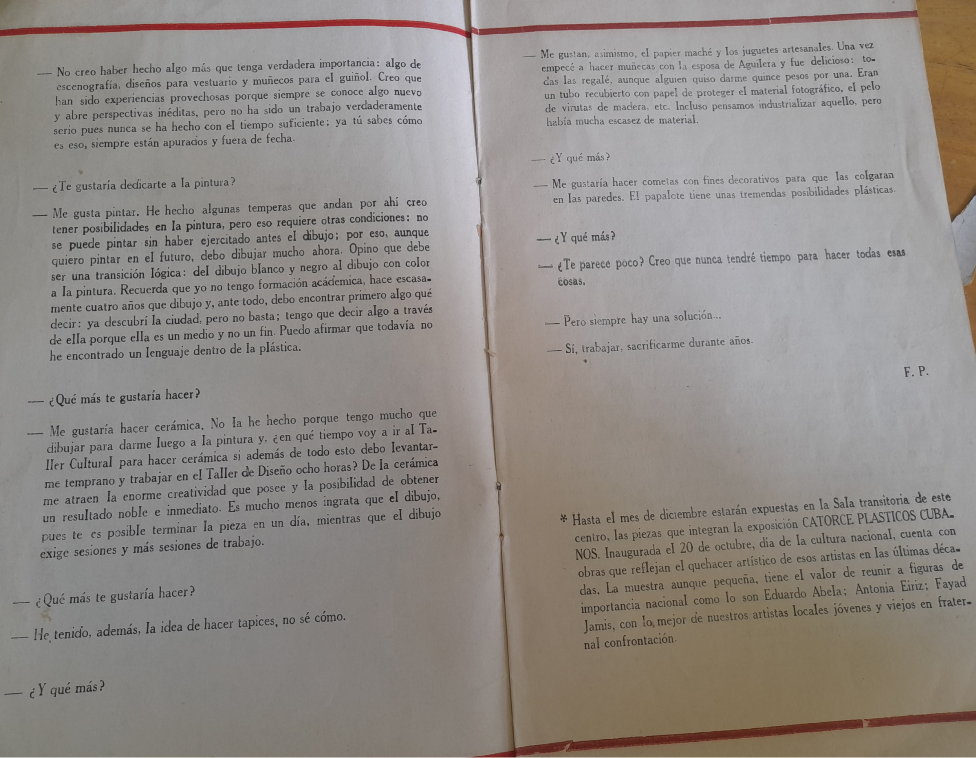 — No creo haber hecho algo más que tenga verdadera importancia: algo de
escenografía, diseños para vestuario y muñecos para el guiñol. Creo que
han sido experiencias provechosas porque siempre se conoce algo nuevo
y abre perspectivas inéditas, pero no ha sido un trabajo verdaderamente
serio pues nunca se ha hecho con el tiempo suficiente; ya tú sabes cómo
es eso, siempre están apurados y fuera de fecha.
— ¿Te gustaría dedicarte a la pintura?
— Me gusta pintar. He hecho algunas temperas que andan por ahí creo
tener posibilidades en la pintura, pero eso requiere otras condiciones: no
se puede pintar sin haber ejercitado antes el dibujo; por eso, aunque
quiero pintar en el futuro, debo dibujar mucho ahora. Opino que debe
ser una transición lógica: del dibujo blanco y negro al dibujo con color
a la pintura. Recuerda que yo no tengo formación académica, hace escasa-
mente cuatro años que dibujo y, ante todo, debo encontrar primero algo qué
decir: ya descubrí la ciudad, pero no basta; tengo que decir algo a través
de ella porque ella es un medio y no un fin. Puedo afirmar que todavía no
he encontrado un lenguaje dentro de la plástica.
— ¿Qué más te gustaría hacer?
— Me gustaría hacer cerámica. No la he hecho porque tengo mucho que
dibujar para darme luego a la pintura y, ¿en qué tiempo voy a ir al Ta-
ller Cultural para hacer cerámica si además de todo esto debo levantar-
me temprano y trabajar en el Taller de Diseño ocho horas? De la cerámica
me atraen la enorme creatividad que posee y la posibilidad de obtener
un resultado noble e inmediato. Es mucho menos ingrata que el dibujo,
pues te es posible terminar la pieza en un día, mientras que el dibujo
exige sesiones y más sesiones de trabajo.
— ¿Qué más te gustaría hacer?
— He tenido, además, la idea de hacer tapices, no sé cómo.
— ¿Y qué más?
— Me gustan, asimismo, el papier maché y los juguetes artesanales. Una vez
empecé a hacer muñecas con la esposa de Aguilera y fue delicioso: to-
das las regalé, aunque alguien quiso darme quince pesos por una. Eran
un tubo recubierto con papel de proteger el material fotográfico, el pelo
de virutas de madera, etc. Incluso pensamos industrializar aquello, pero
había mucha escasez de material.
— ¿Y qué más?
— Me gustaría hacer cometas con fines decorativos para que las colgaran
en las paredes. El papalote tiene unas tremendas posibilidades plásticas.
— ¿Y qué más?
— ¿Te parece poco? Creo que nunca tendré tiempo para hacer todas esas
cosas.
— Pero siempre hay una solución...
— Sí, trabajar, sacrificarme durante años.
F. P.
* Hasta el mes de diciembre estarán expuestas en la Sala transitoria de este
centro, las piezas que integran la exposición CATORCE PLASTICOS CUBA-
NOS. Inaugurada el 20 de octubre, día de la cultura nacional, cuenta con
obras que reflejan el quehacer artístico de esos artistas en las últimas déca-
das. La muestra aunque pequeña, tiene el valor de reunir a figuras de
importancia nacional como lo son Eduardo Abela; Antonia Eiriz; Fayad
Jamis, con lo mejor de nuestros artistas locales jóvenes y viejos en frater-
nal confrontación.